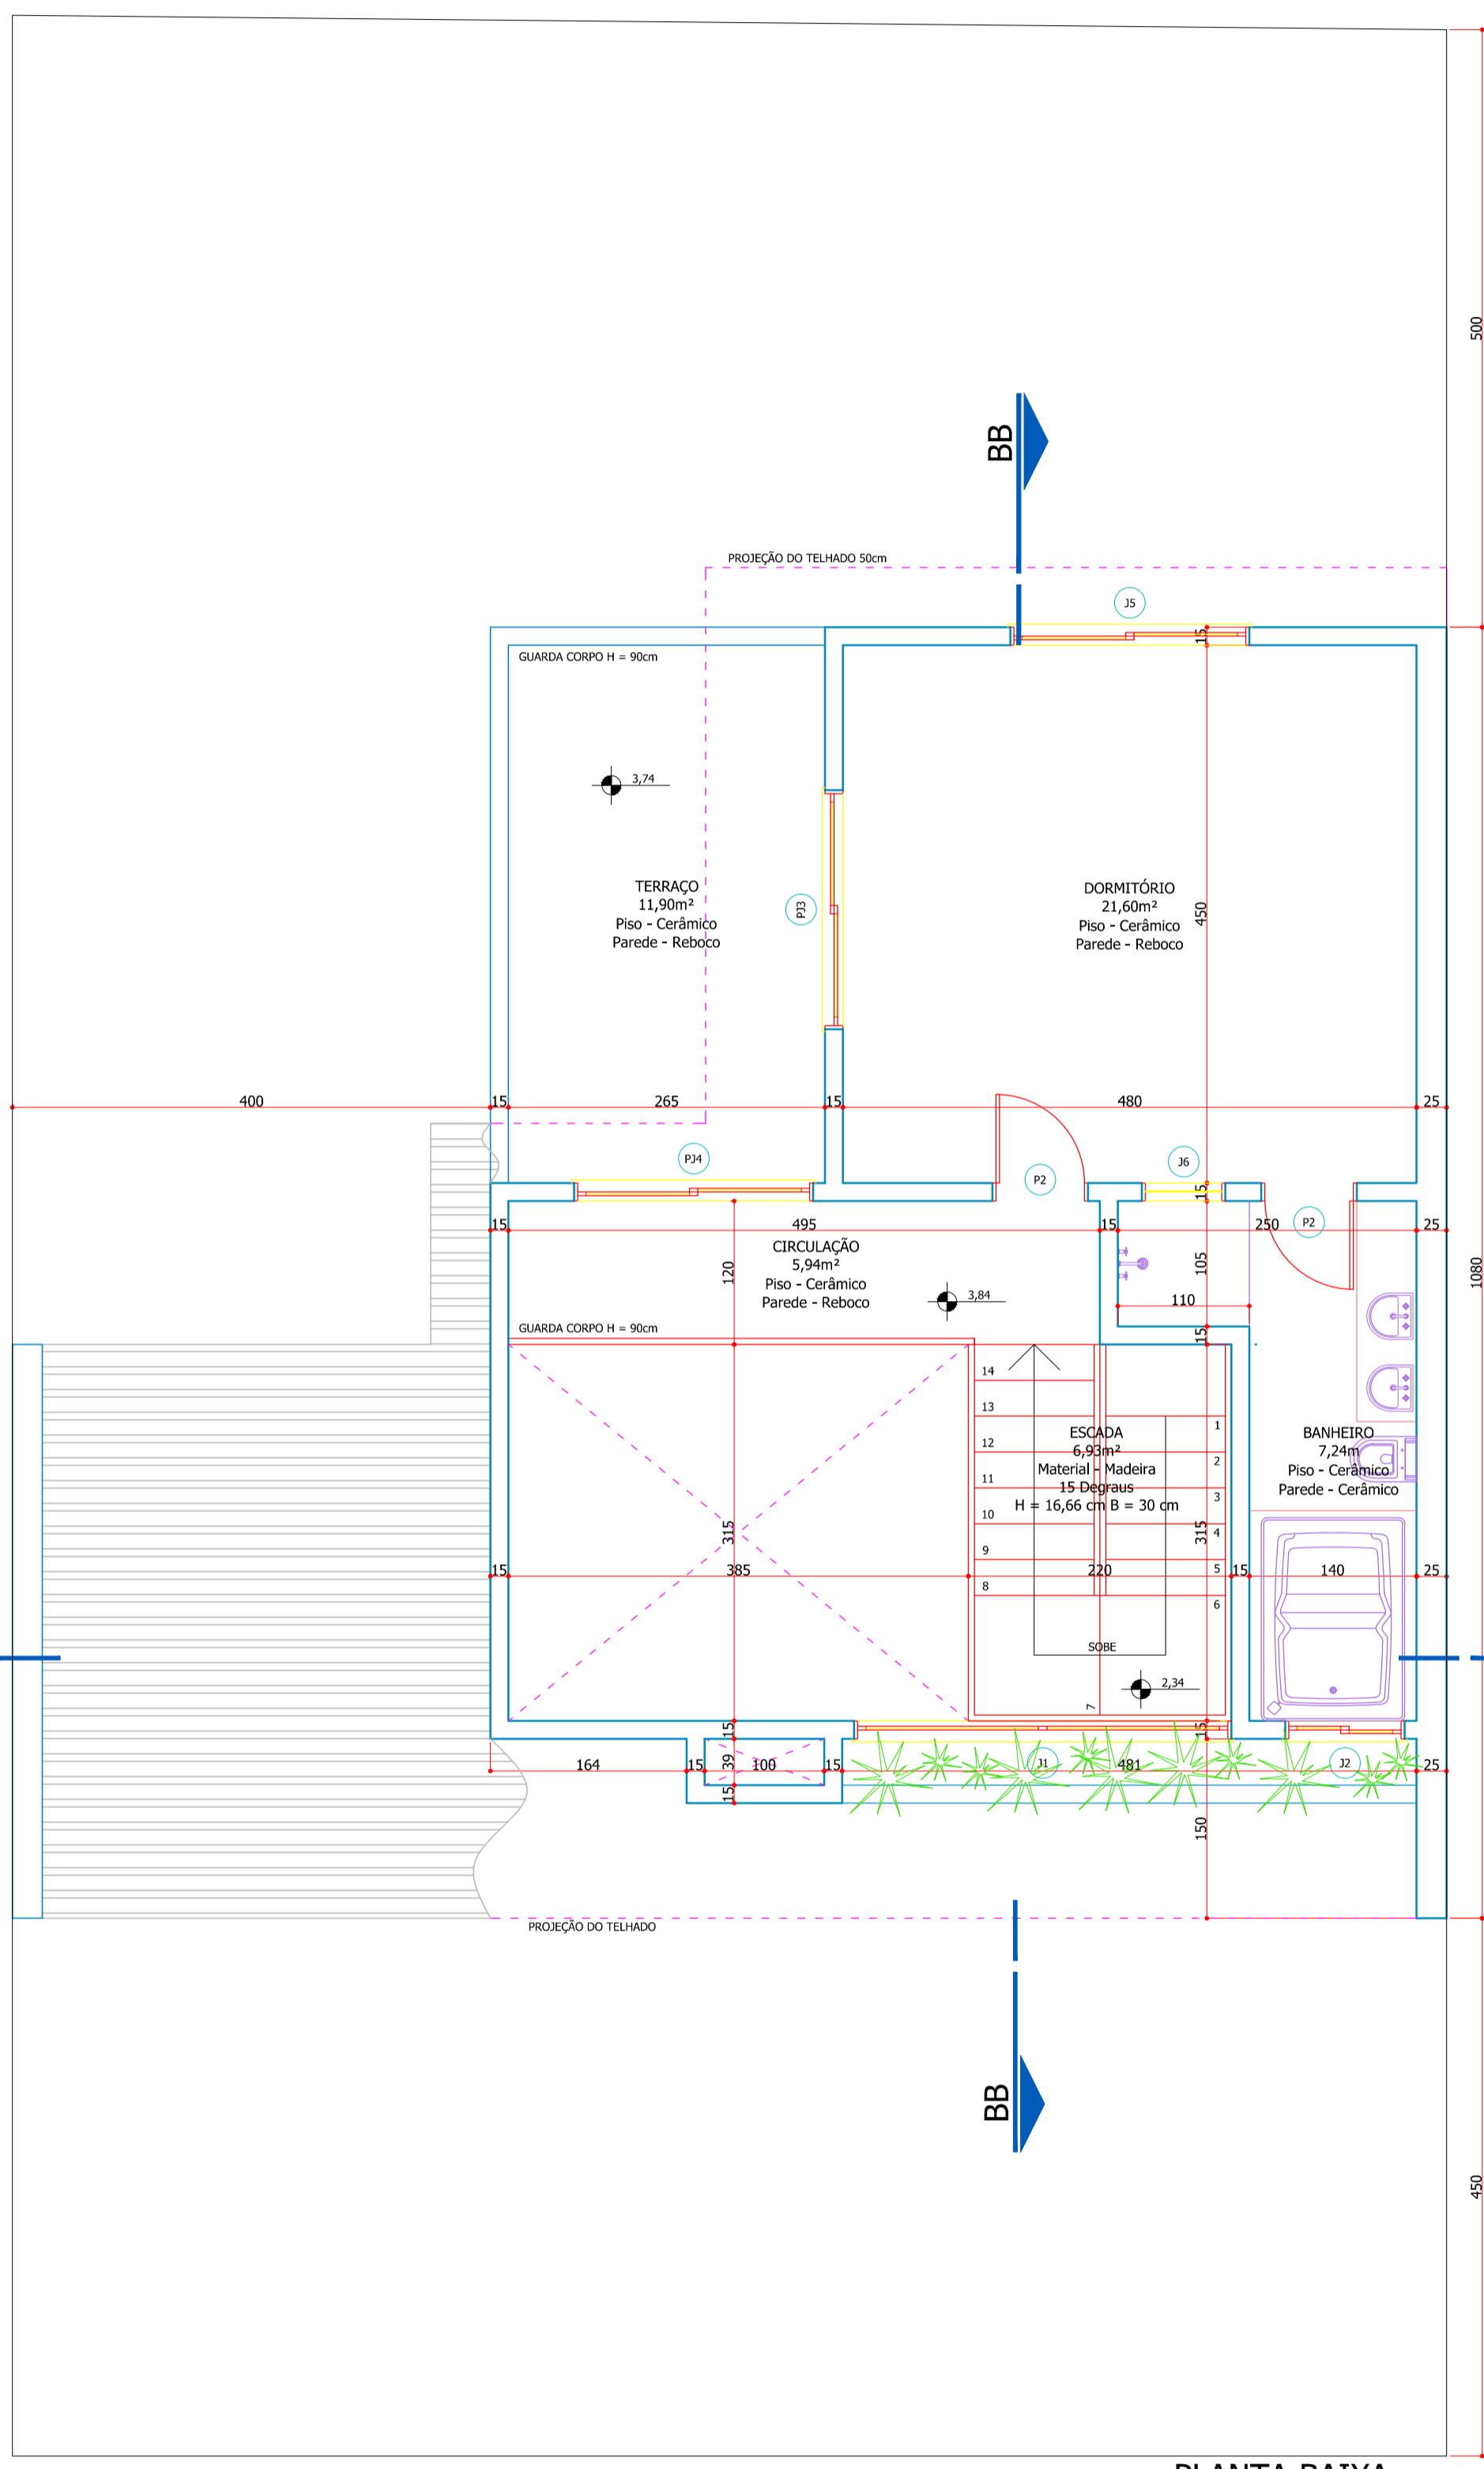 500
BB
PROJEÇÃO DO TELHADO 50cm
J5
15
GUARDA CORPO H = 90cm
3,74
TERRAÇO
11,90m²
Piso - Cerâmico
Parede - Reboco
PJ3
DORMITÓRIO
21,60m²
Piso - Cerâmico
Parede - Reboco
450
400
15
265
15
480
25
PJ4
P2
J6
15
P2
15
495
15
250
25
CIRCULAÇÃO
5,94m²
Piso - Cerâmico
Parede - Reboco
120
105
1080
3,84
110
GUARDA CORPO H = 90cm
15
14
13
12
11
10
9
8
ESCADA
6,93m²
Material - Madeira
15 Degraus
H = 16,66 cm B = 30 cm
1
2
3
4
5
6
BANHEIRO
7,24m
Piso - Cerâmico
Parede - Cerâmico
315
315
15
385
220
15
140
25
SOBE
2,34
7
15
15
164
15
39
100
15
J1
481
J2
25
15
150
PROJEÇÃO DO TELHADO
BB
450
PLANTA BAIXA